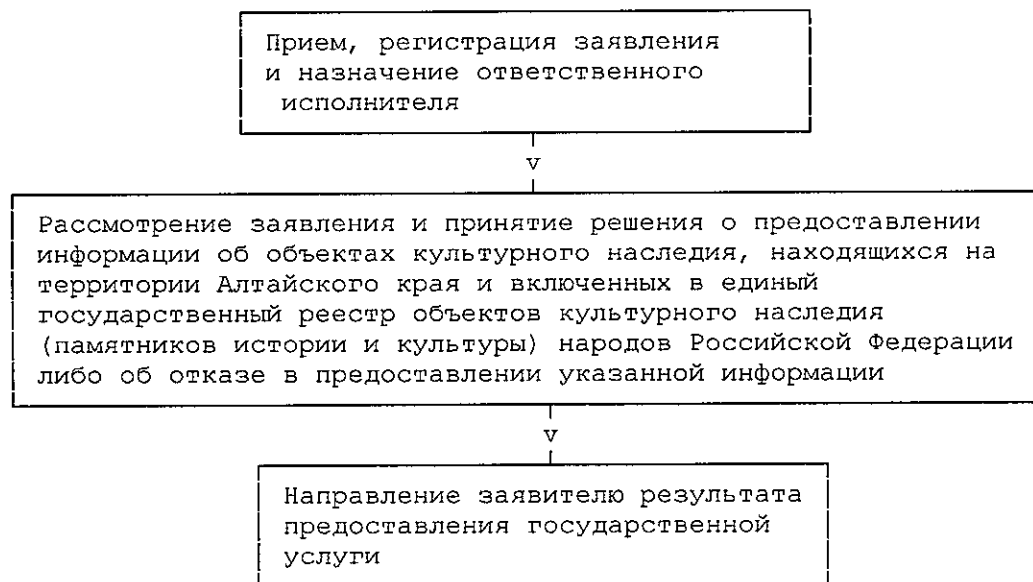 Прием, регистрация заявления
и назначение ответственного
исполнителя
v
Рассмотрение заявления и принятие решения о предоставлении
информации об объектах культурного наследия, находящихся на
территории Алтайского края и включенных в единый
государственный реестр объектов культурного наследия
(памятников истории и культуры) народов Российской Федерации
либо об отказе в предоставлении указанной информации
v
Направление заявителю результата
предоставления государственной
услуги